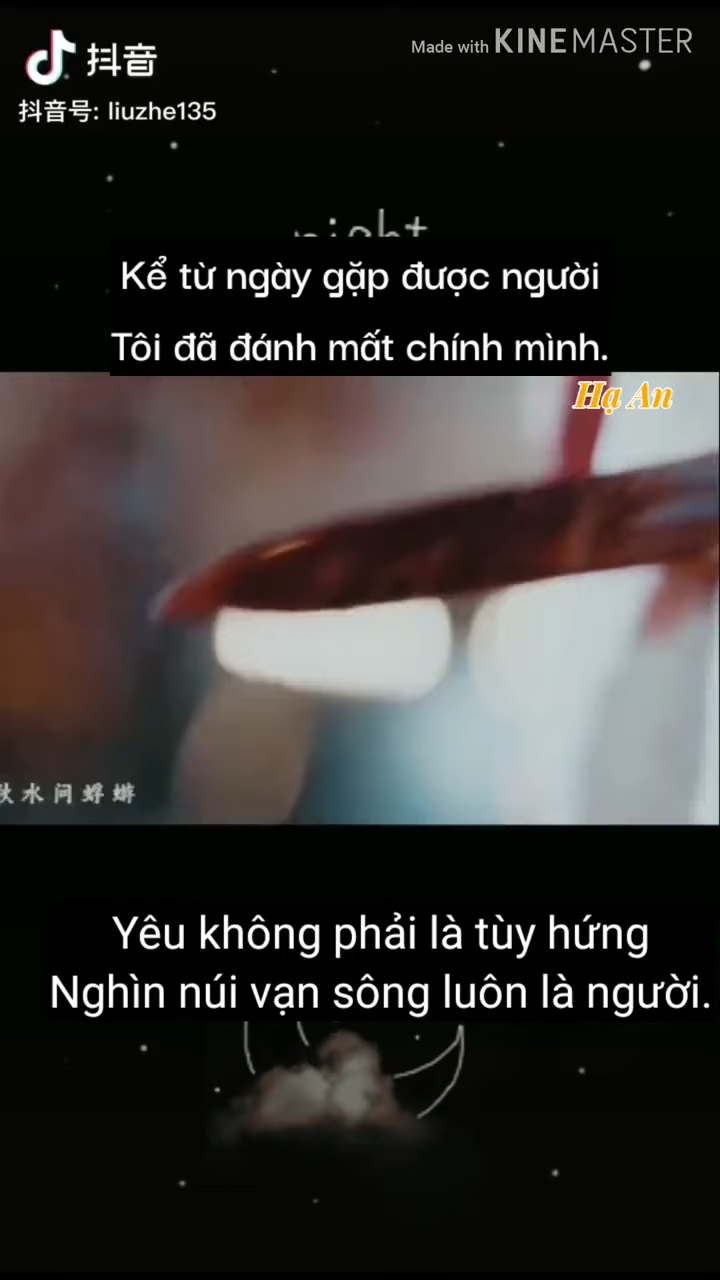 抖音
Made with KINEMASTER
抖音号: liuzhe135
night
Kể từ ngày gặp được người
Tôi đã đánh mất chính mình.
Hạ An
秋水问蜉蝣
Yêu không phải là tùy hứng
Nghìn núi vạn sông luôn là người.